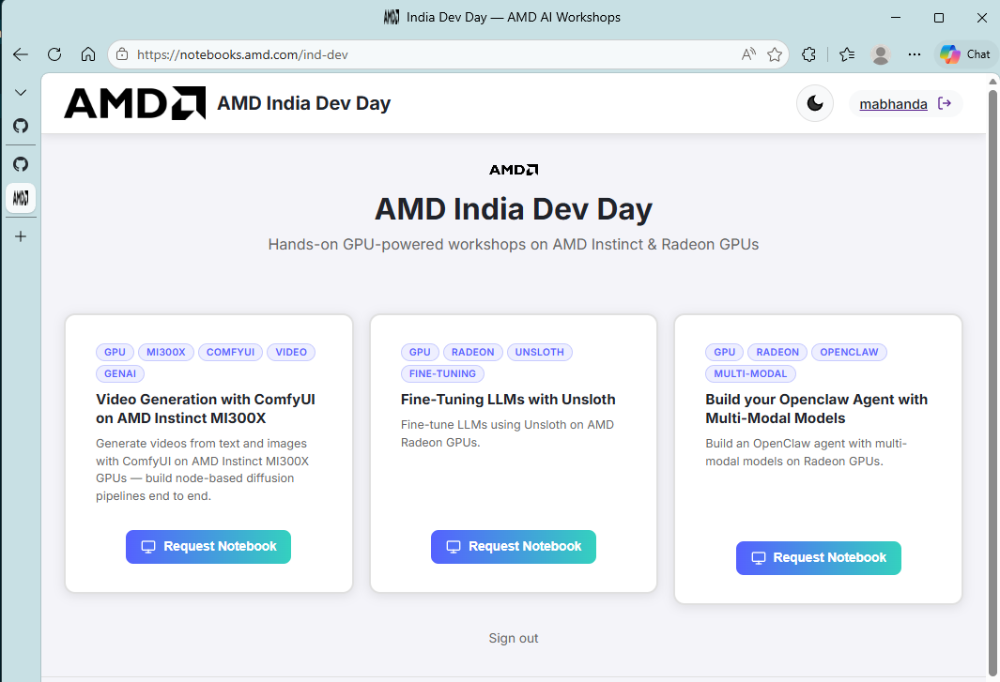 AMD India Dev Day — AMD AI Workshops
https://notebooks.amd.com/ind-dev
Chat
AMD AMD India Dev Day
mabhanda
AMD
AMD
AMD India Dev Day
Hands-on GPU-powered workshops on AMD Instinct & Radeon GPUs
GPU MI300X COMFYUI VIDEO
GENAI
Video Generation with ComfyUI
on AMD Instinct MI300X
Generate videos from text and images
with ComfyUI on AMD Instinct MI300X
GPUs — build node-based diffusion
pipelines end to end.
Request Notebook
GPU RADEON UNSLOTH
FINE-TUNING
Fine-Tuning LLMs with Unsloth
Fine-tune LLMs using Unsloth on AMD
Radeon GPUs.
Request Notebook
GPU RADEON OPENCLAW
MULTI-MODAL
Build your Openclaw Agent with
Multi-Modal Models
Build an OpenClaw agent with multi-
modal models on Radeon GPUs.
Request Notebook
Sign out